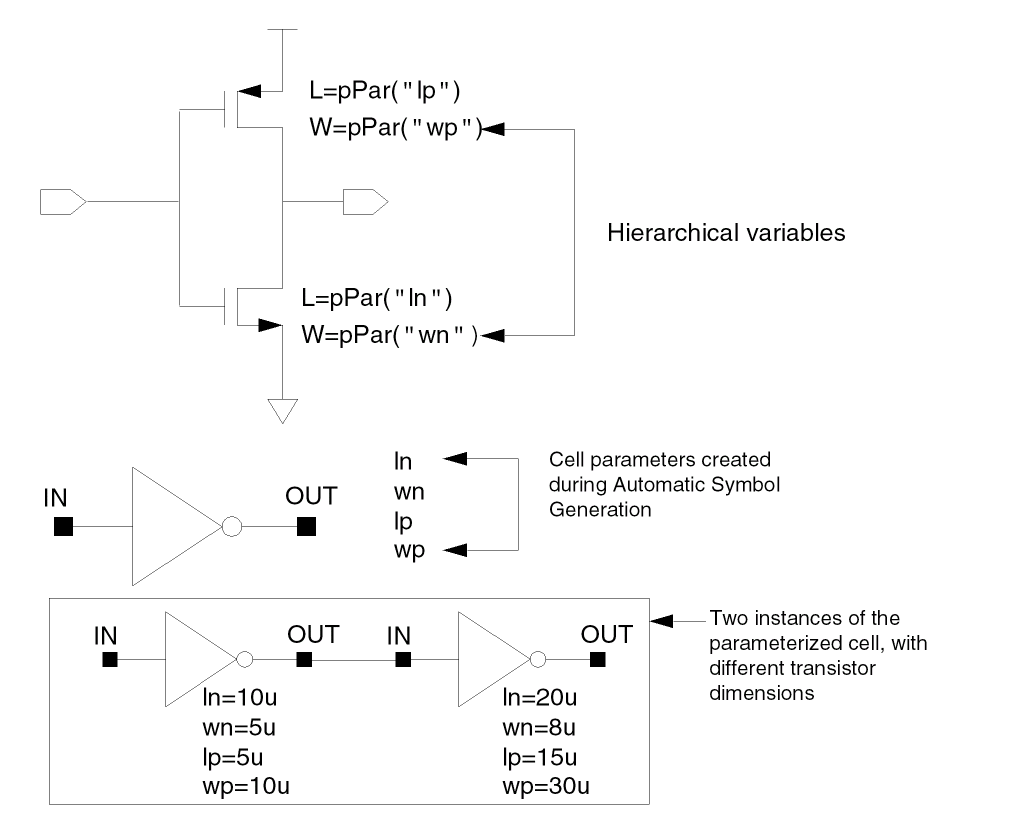 L=pPar("lp")
W=pPar("wp")
Hierarchical variables
L=pPar("ln")
W=pPar("wn" )
IN
OUT
ln
wn
lp
wp
Cell parameters created
during Automatic Symbol
Generation
IN
OUT
IN
OUT
ln=10u
wn=5u
lp=5u
wp=10u
ln=20u
wn=8u
lp=15u
wp=30u
Two instances of the
parameterized cell, with
different transistor
dimensions